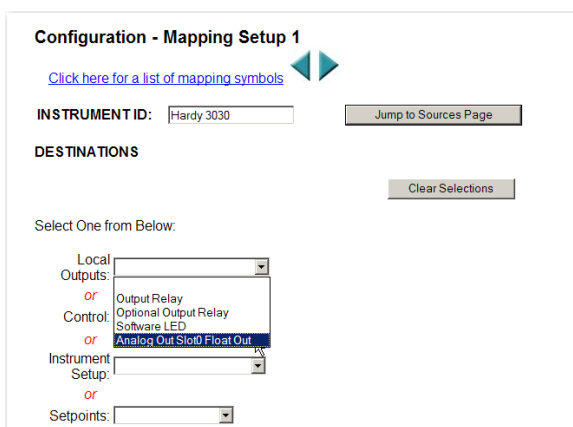 Configuration - Mapping Setup 1
Click here for a list of mapping symbols
INSTRUMENT ID: Hardy 3030 Jump to Sources Page
DESTINATIONS
Clear Selections
Select One from Below:
Local
Outputs:
or
Output Relay
Control: Optional Output Relay
Software LED
or Analog Out Slot0 Float Out
Instrument
Setup:
or
Setpoints: